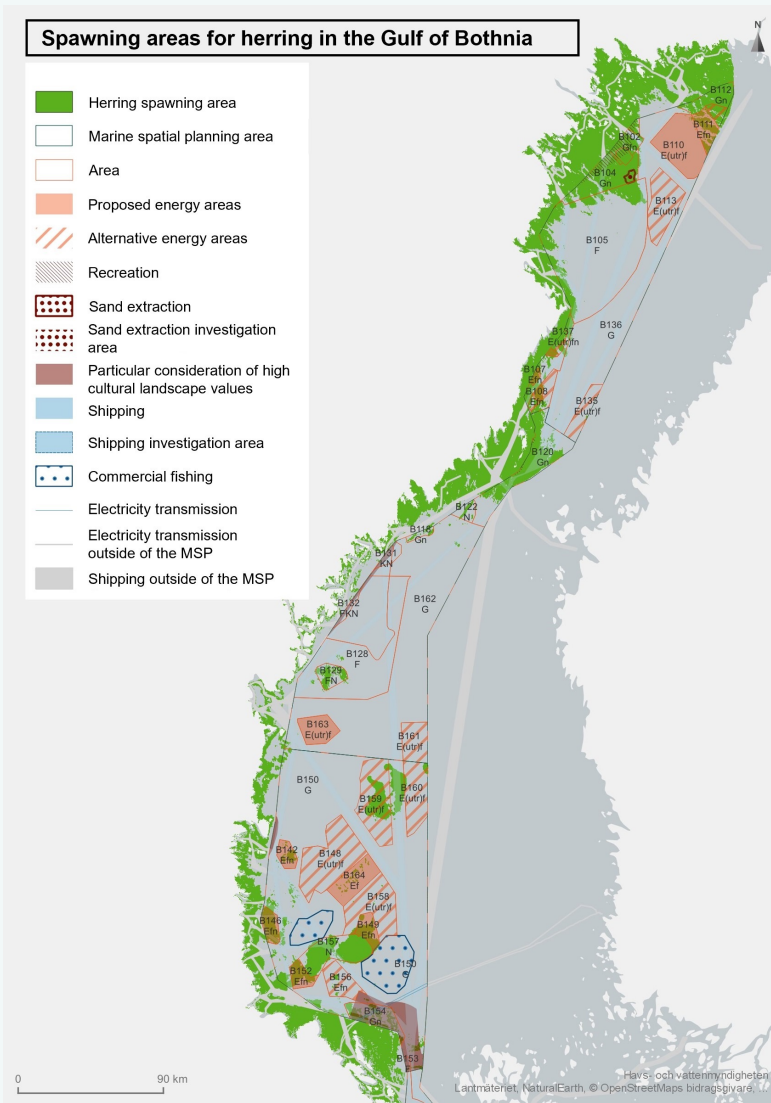 Spawning areas for herring in the Gulf of Bothnia
N
Herring spawning area
Marine spatial planning area
Area
Proposed energy areas
Alternative energy areas
Recreation
Sand extraction
Sand extraction investigation
area
Particular consideration of high
cultural landscape values
Shipping
Shipping investigation area
Commercial fishing
Electricity transmission
Electricity transmission
outside of the MSP
Shipping outside of the MSP
B112
Gn
B111
Efn
B110
E(utr)f
B102
Gfn
B104
Gn
B113
E(utr)f
B105
F
B136
G
B137
E(utr)fn
B107
Efn
B108
Efn
B135
E(utr)f
B120
Gn
B122
N
B118
Gn
B131
KN
B162
G
B132
FKN
B128
F
B129
FN
B163
E(utr)f
B161
E(utr)f
B150
G
B160
E(utr)f
B159
E(utr)f
B142
Efn
B148
E(utr)f
B164
Ef
B158
E(utr)f
B146
Efn
B149
Efn
B157
N
B150
B152
Efn
B156
Efn
B154
Gn
B153
0
90 km
Havs- och vattenmyndigheten
Lantmäteriet, NaturalEarth, © OpenStreetMaps bidragsgivare, ...